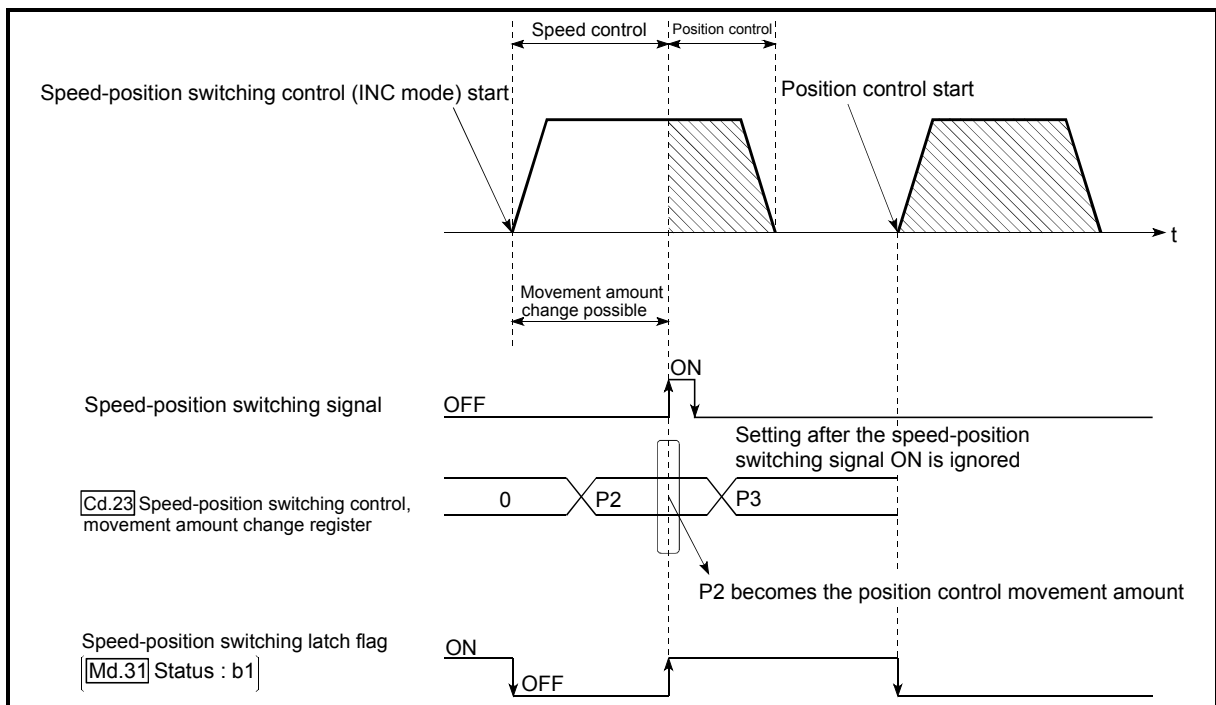 Speed control
Position control
Speed-position switching control (INC mode) start
Position control start
t
Movement amount
change possible
ON
Speed-position switching signal
OFF
Setting after the speed-position
switching signal ON is ignored
Cd.23 Speed-position switching control,
movement amount change register
0
P2
P3
P2 becomes the position control movement amount
Speed-position switching latch flag
Md.31 Status : b1
ON
OFF